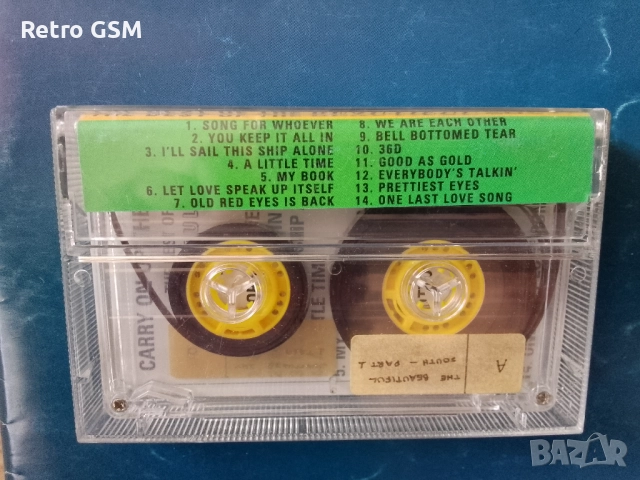 Retro GSM
1. SONG FOR WHOEVER
2. YOU KEEP IT ALL IN
3. I'LL SAIL THIS SHIP ALONE
4. A LITTLE TIME
5. MY BOOK
6. LET LOVE SPEAK UP ITSELF
7. OLD RED EYES IS BACK
8. WE ARE EACH OTHER
9. BELL BOTTOMED TEAR
10. 36D
11. GOOD AS GOLD
12. EVERYBODY'S TALKIN'
13. PRETTIEST EYES
14. ONE LAST LOVE SONG
CARRY ON
A
THE BEAUTIFUL
SOUTH - PART 1
BAZAR